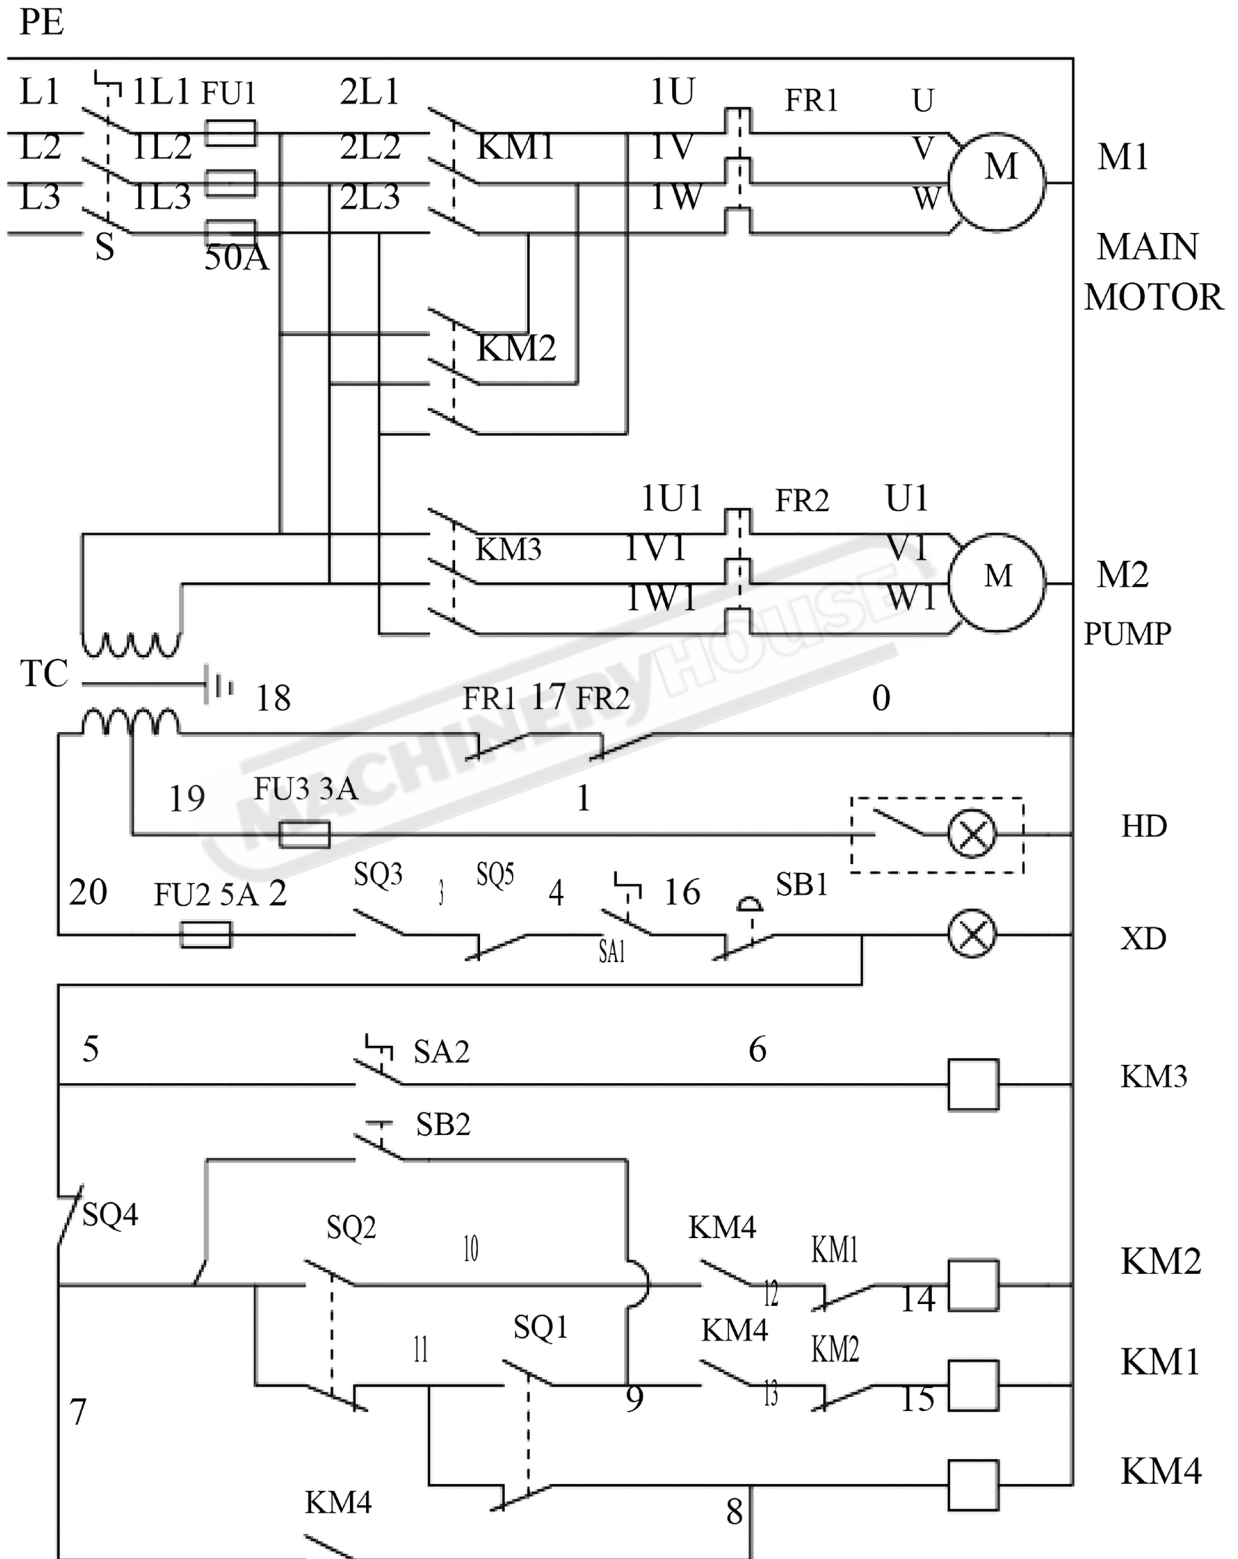 PE
L1 1L1 FU1 2L1 1U FR1 U
L2 1L2 2L2 KM1 1V V M M1
L3 1L3 2L3 1W W
S 50A MAIN
MOTOR
KM2
1U1 FR2 U1
KM3 1V1 V1 M M2
1W1 W1
PUMP
MACHINERYHOUSE
TC
18 FR1 17 FR2 0
19 FU3 3A 1 HD
20 FU2 5A 2 SQ3 3 SQ5 4 16 SB1
SA1 XD
5 SA2 6 KM3
SB2
SQ4 SQ2 10 KM4 KM1 KM2
12 14
11 SQ1 KM4 KM2 KM1
7 9 13 15
KM4
KM4 8